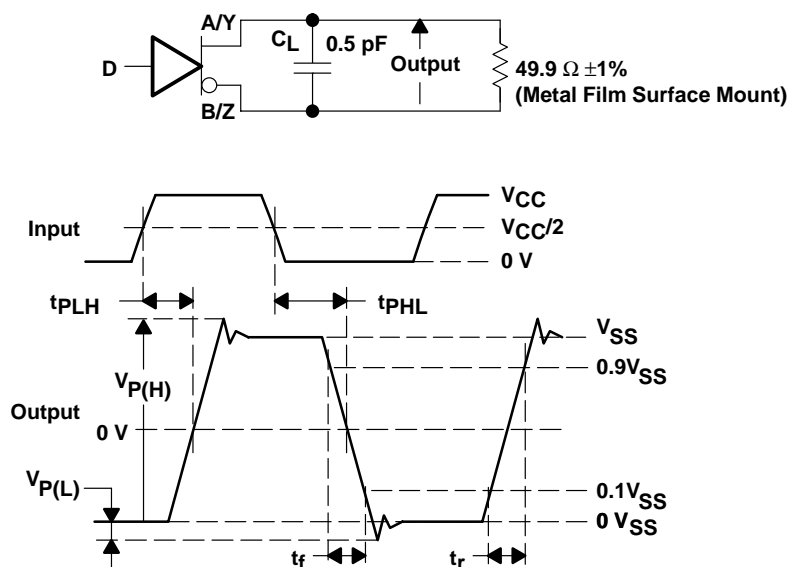 A/Y
CL
0.5 pF
Output
D
49.9 Ω ±1%
(Metal Film Surface Mount)
B/Z
VCC
Input
VCC/2
0 V
tPLH
tPHL
VSS
VP(H)
0.9VSS
Output
0 V
VP(L)
0.1VSS
0 VSS
tf
tr